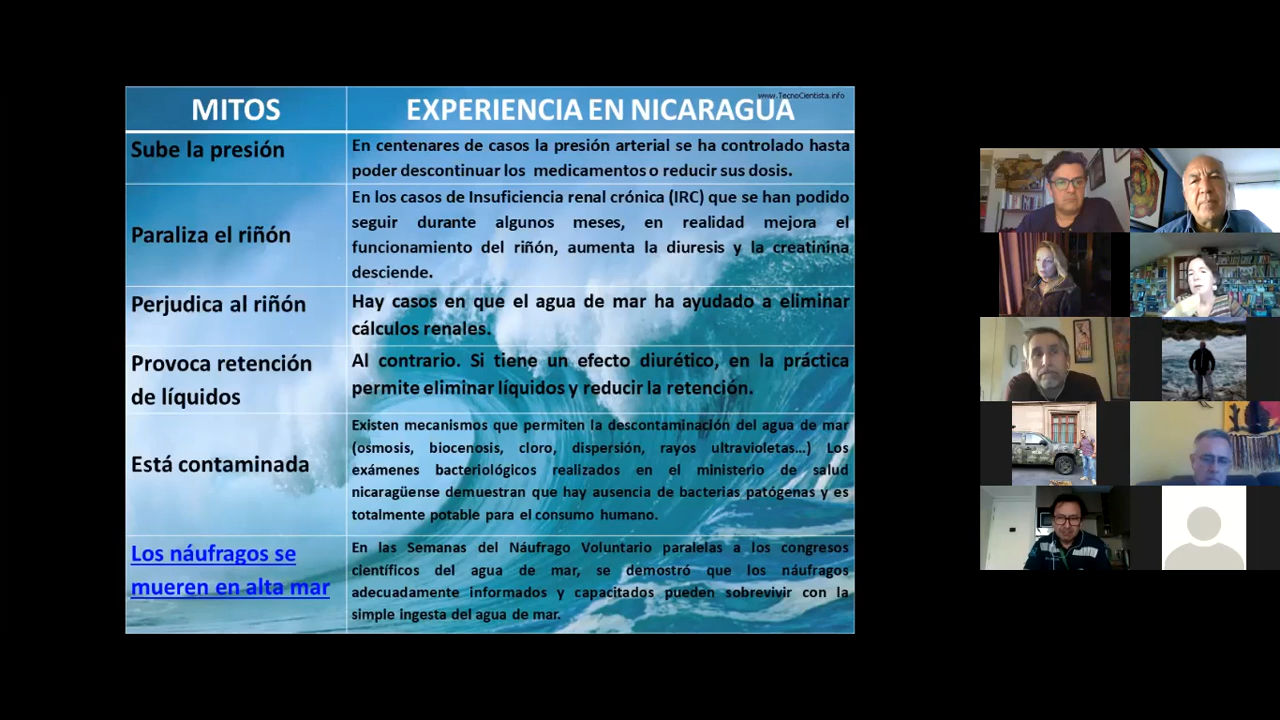 www.TecnoCientista.info
MITOS
EXPERIENCIA EN NICARAGUA
Sube la presión
En centenares de casos la presión arterial se ha controlado hasta
poder descontinuar los medicamentos o reducir sus dosis.
Paraliza el riñón
En los casos de Insuficiencia renal crónica (IRC) que se han podido
seguir durante algunos meses, en realidad mejora el
funcionamiento del riñón, aumenta la diuresis y la creatinina
desciende.
Perjudica al riñón
Hay casos en que el agua de mar ha ayudado a eliminar
cálculos renales.
Provoca retención
de líquidos
Al contrario. Si tiene un efecto diurético, en la práctica
permite eliminar líquidos y reducir la retención.
Está contaminada
Existen mecanismos que permiten la descontaminación del agua de mar
(osmosis, biocenosis, cloro, dispersión, rayos ultravioletas...) Los
exámenes bacteriológicos realizados en el ministerio de salud
nicaragüense demuestran que hay ausencia de bacterias patógenas y es
totalmente potable para el consumo humano.
Los náufragos se
mueren en alta mar
En las Semanas del Náufrago Voluntario paralelas a los congresos
científicos del agua de mar, se demostró que los náufragos
adecuadamente informados y capacitados pueden sobrevivir con la
simple ingesta del agua de mar.